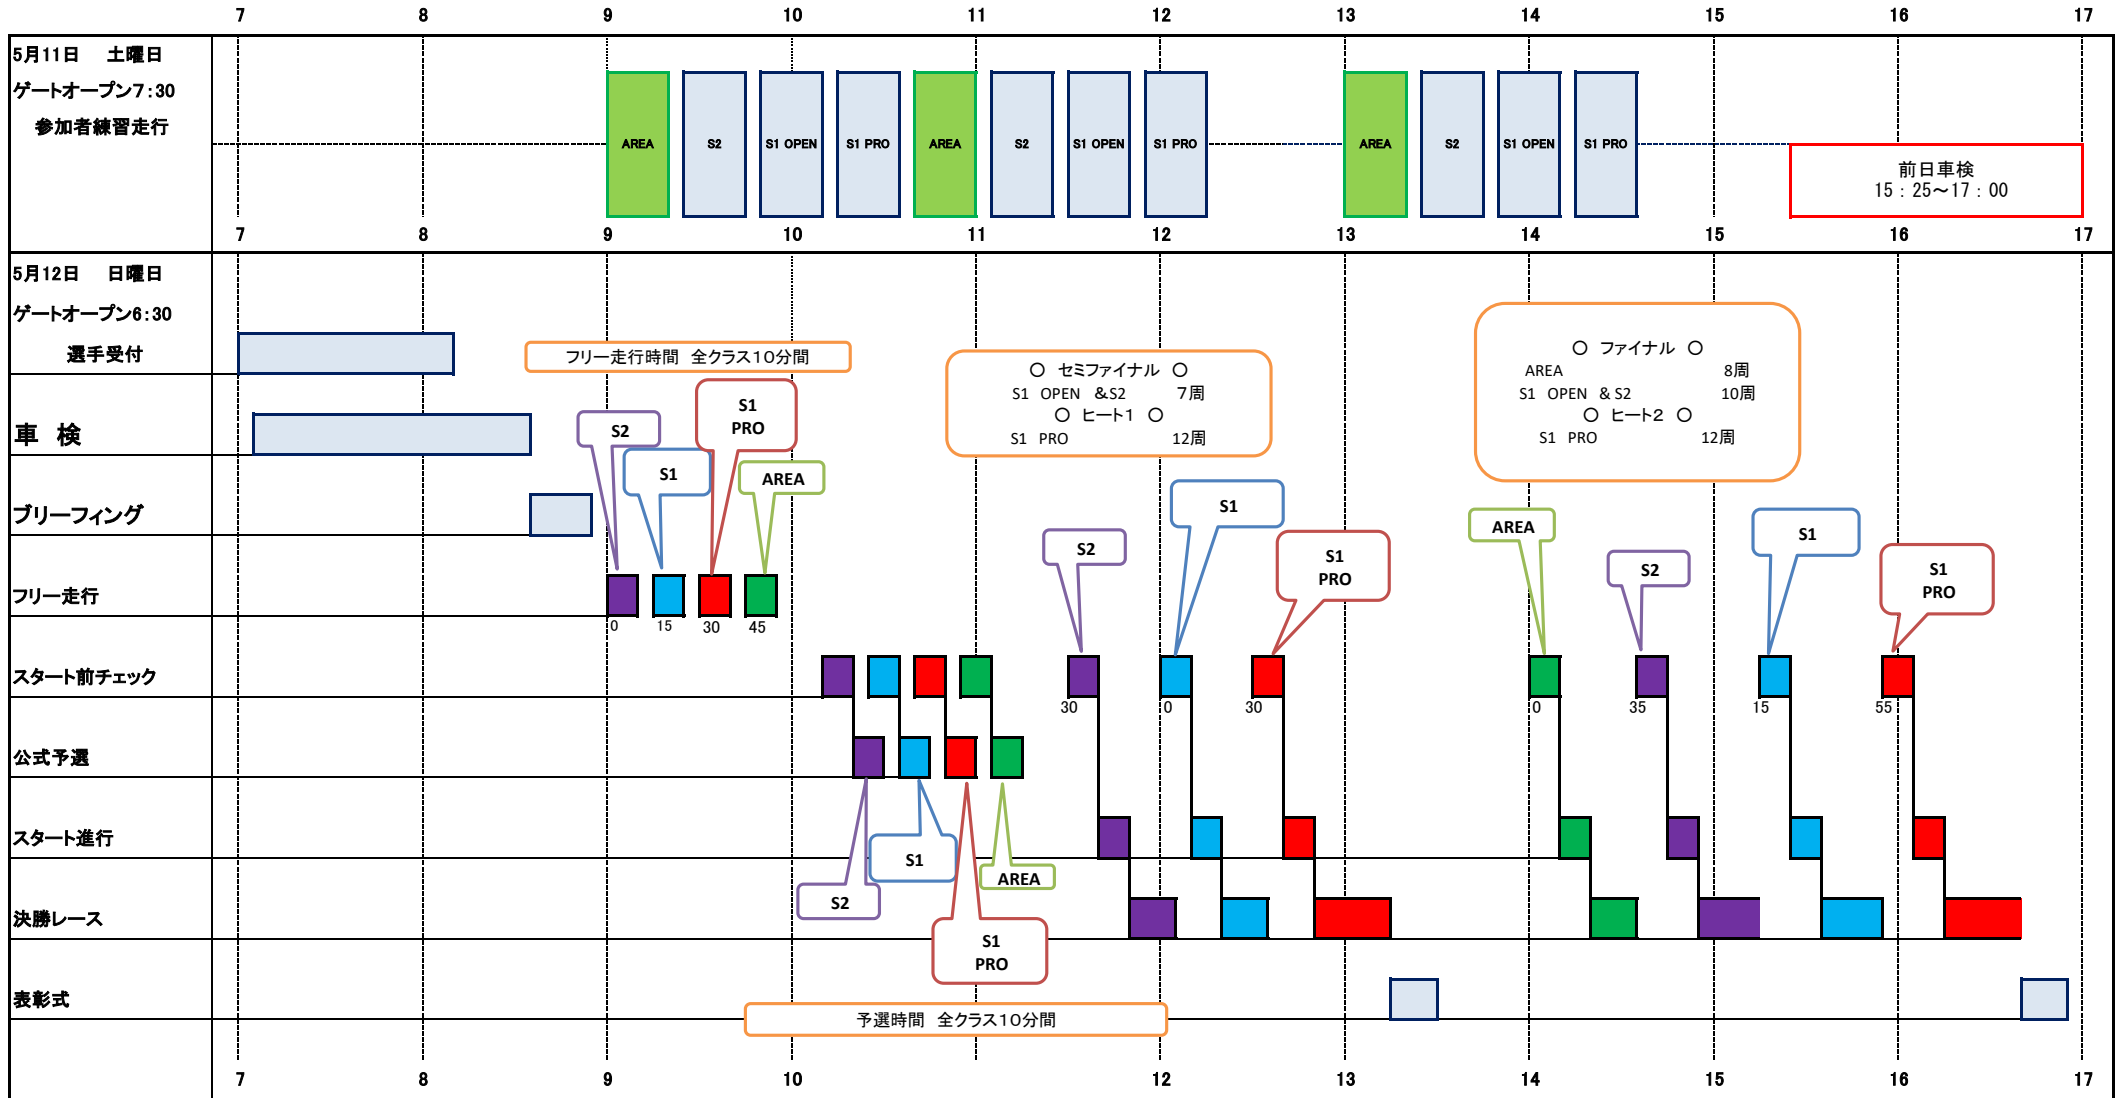 7 8 9 10 11 12 13 14 15 16 17
5月11日 土曜日
ゲートオープン7:30
参加者練習走行
AREA S2 S1 OPEN S1 PRO AREA S2 S1 OPEN S1 PRO AREA S2 S1 OPEN S1 PRO
前日車検
15:25～17:00
7 8 9 10 11 12 13 14 15 16 17
5月12日 日曜日
ゲートオープン6:30
選手受付
フリー走行時間 全クラス10分間
○ セミファイナル ○
S1 OPEN &S2 7周
○ ヒート1 ○
S1 PRO 12周
○ ファイナル ○
AREA 8周
S1 OPEN & S2 10周
○ ヒート2 ○
S1 PRO 12周
車 検
S2
S1
S1
PRO
AREA
ブリーフィング
S2
S1
S1
PRO
AREA
S2
S1
S1
PRO
フリー走行
0 15 30 45
スタート前チェック
30 0 30 0 35 15 55
公式予選
スタート進行
S2
S1
S1
PRO
AREA
決勝レース
表彰式
予選時間 全クラス10分間
7 8 9 10 12 13 14 15 16 17